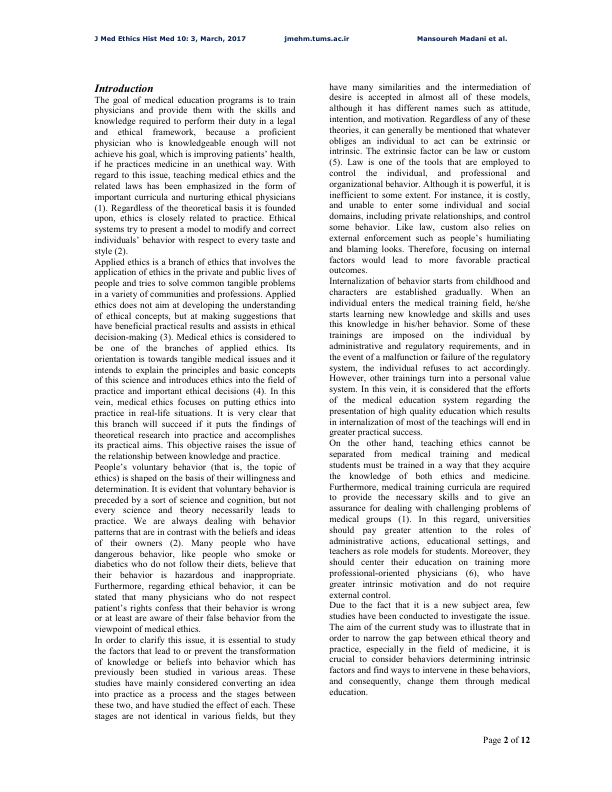 J Med Ethics Hist Med 10: 3, March, 2017 jmehm.tums.ac.ir Mansoureh Madani et al.
Introduction
The goal of medical education programs is to train
physicians and provide them with the skills and
knowledge required to perform their duty in a legal
and ethical framework, because a proficient
physician who is knowledgeable enough will not
achieve his goal, which is improving patients’ health,
if he practices medicine in an unethical way. With
regard to this issue, teaching medical ethics and the
related laws has been emphasized in the form of
important curricula and nurturing ethical physicians
(1). Regardless of the theoretical basis it is founded
upon, ethics is closely related to practice. Ethical
systems try to present a model to modify and correct
individuals’ behavior with respect to every taste and
style (2).
Applied ethics is a branch of ethics that involves the
application of ethics in the private and public lives of
people and tries to solve common tangible problems
in a variety of communities and professions. Applied
ethics does not aim at developing the understanding
of ethical concepts, but at making suggestions that
have beneficial practical results and assists in ethical
decision-making (3). Medical ethics is considered to
be one of the branches of applied ethics. Its
orientation is towards tangible medical issues and it
intends to explain the principles and basic concepts
of this science and introduces ethics into the field of
practice and important ethical decisions (4). In this
vein, medical ethics focuses on putting ethics into
practice in real-life situations. It is very clear that
this branch will succeed if it puts the findings of
theoretical research into practice and accomplishes
its practical aims. This objective raises the issue of
the relationship between knowledge and practice.
People’s voluntary behavior (that is, the topic of
ethics) is shaped on the basis of their willingness and
determination. It is evident that voluntary behavior is
preceded by a sort of science and cognition, but not
every science and theory necessarily leads to
practice. We are always dealing with behavior
patterns that are in contrast with the beliefs and ideas
of their owners (2). Many people who have
dangerous behavior, like people who smoke or
diabetics who do not follow their diets, believe that
their behavior is hazardous and inappropriate.
Furthermore, regarding ethical behavior, it can be
stated that many physicians who do not respect
patient’s rights confess that their behavior is wrong
or at least are aware of their false behavior from the
viewpoint of medical ethics.
In order to clarify this issue, it is essential to study
the factors that lead to or prevent the transformation
of knowledge or beliefs into behavior which has
previously been studied in various areas. These
studies have mainly considered converting an idea
into practice as a process and the stages between
these two, and have studied the effect of each. These
stages are not identical in various fields, but they
have many similarities and the intermediation of
desire is accepted in almost all of these models,
although it has different names such as attitude,
intention, and motivation. Regardless of any of these
theories, it can generally be mentioned that whatever
obliges an individual to act can be extrinsic or
intrinsic. The extrinsic factor can be law or custom
(5). Law is one of the tools that are employed to
control the individual, and professional and
organizational behavior. Although it is powerful, it is
inefficient to some extent. For instance, it is costly,
and unable to enter some individual and social
domains, including private relationships, and control
some behavior. Like law, custom also relies on
external enforcement such as people’s humiliating
and blaming looks. Therefore, focusing on internal
factors would lead to more favorable practical
outcomes.
Internalization of behavior starts from childhood and
characters are established gradually. When an
individual enters the medical training field, he/she
starts learning new knowledge and skills and uses
this knowledge in his/her behavior. Some of these
trainings are imposed on the individual by
administrative and regulatory requirements, and in
the event of a malfunction or failure of the regulatory
system, the individual refuses to act accordingly.
However, other trainings turn into a personal value
system. In this vein, it is considered that the efforts
of the medical education system regarding the
presentation of high quality education which results
in internalization of most of the teachings will end in
greater practical success.
On the other hand, teaching ethics cannot be
separated from medical training and medical
students must be trained in a way that they acquire
the knowledge of both ethics and medicine.
Furthermore, medical training curricula are required
to provide the necessary skills and to give an
assurance for dealing with challenging problems of
medical groups (1). In this regard, universities
should pay greater attention to the roles of
administrative actions, educational settings, and
teachers as role models for students. Moreover, they
should center their education on training more
professional-oriented physicians (6), who have
greater intrinsic motivation and do not require
external control.
Due to the fact that it is a new subject area, few
studies have been conducted to investigate the issue.
The aim of the current study was to illustrate that in
order to narrow the gap between ethical theory and
practice, especially in the field of medicine, it is
crucial to consider behaviors determining intrinsic
factors and find ways to intervene in these behaviors,
and consequently, change them through medical
education.
Page 2 of 12